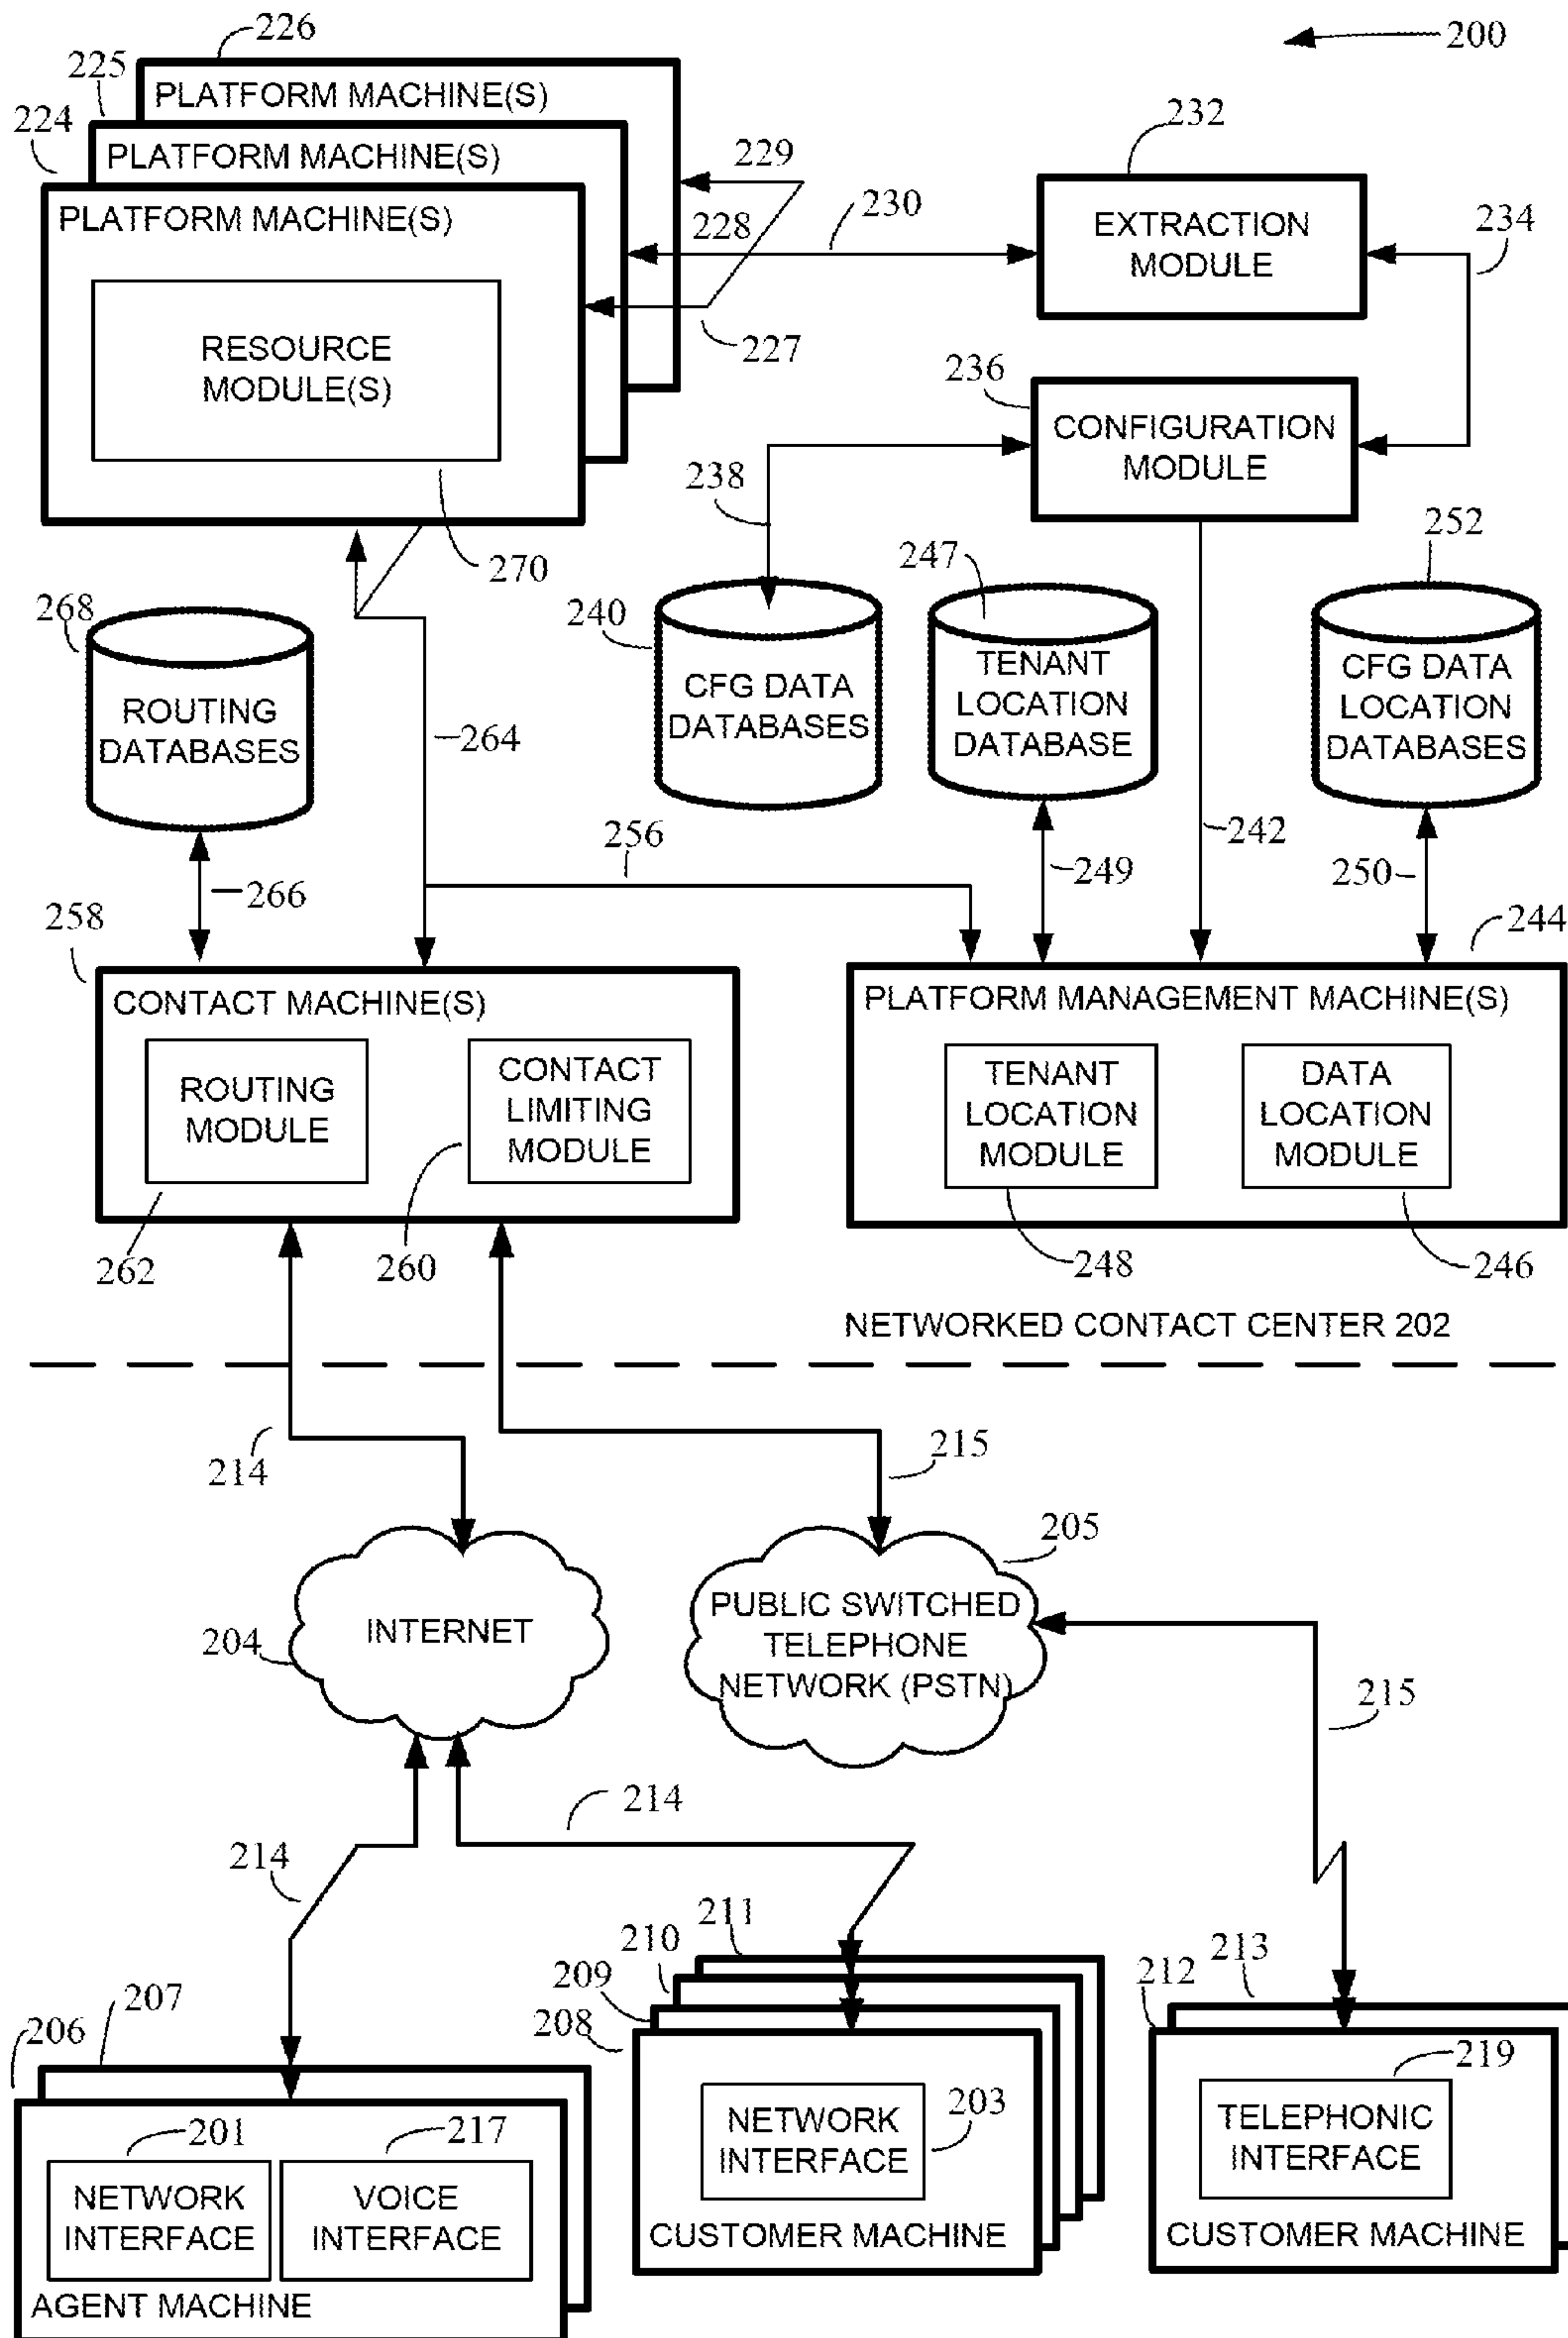 226
200
225
PLATFORM MACHINE(S)
224
PLATFORM MACHINE(S)
229
232
PLATFORM MACHINE(S)
228
230
EXTRACTION
MODULE
234
RESOURCE
MODULE(S)
227
236
CONFIGURATION
MODULE
238
252
270
247
268
240
ROUTING
DATABASES
CFG DATA
DATABASES
TENANT
LOCATION
DATABASE
CFG DATA
LOCATION
DATABASES
264
256
242
266
249
250
258
244
CONTACT MACHINE(S)
PLATFORM MANAGEMENT MACHINE(S)
ROUTING
MODULE
CONTACT
LIMITING
MODULE
TENANT
LOCATION
MODULE
DATA
LOCATION
MODULE
262
260
248
246
NETWORKED CONTACT CENTER 202
214
215
205
INTERNET
204
PUBLIC SWITCHED
TELEPHONE
NETWORK (PSTN)
215
214
214
211
210
209
208
213
212
207
206
201
217
NETWORK
INTERFACE
VOICE
INTERFACE
AGENT MACHINE
NETWORK
INTERFACE
203
CUSTOMER MACHINE
219
TELEPHONIC
INTERFACE
CUSTOMER MACHINE